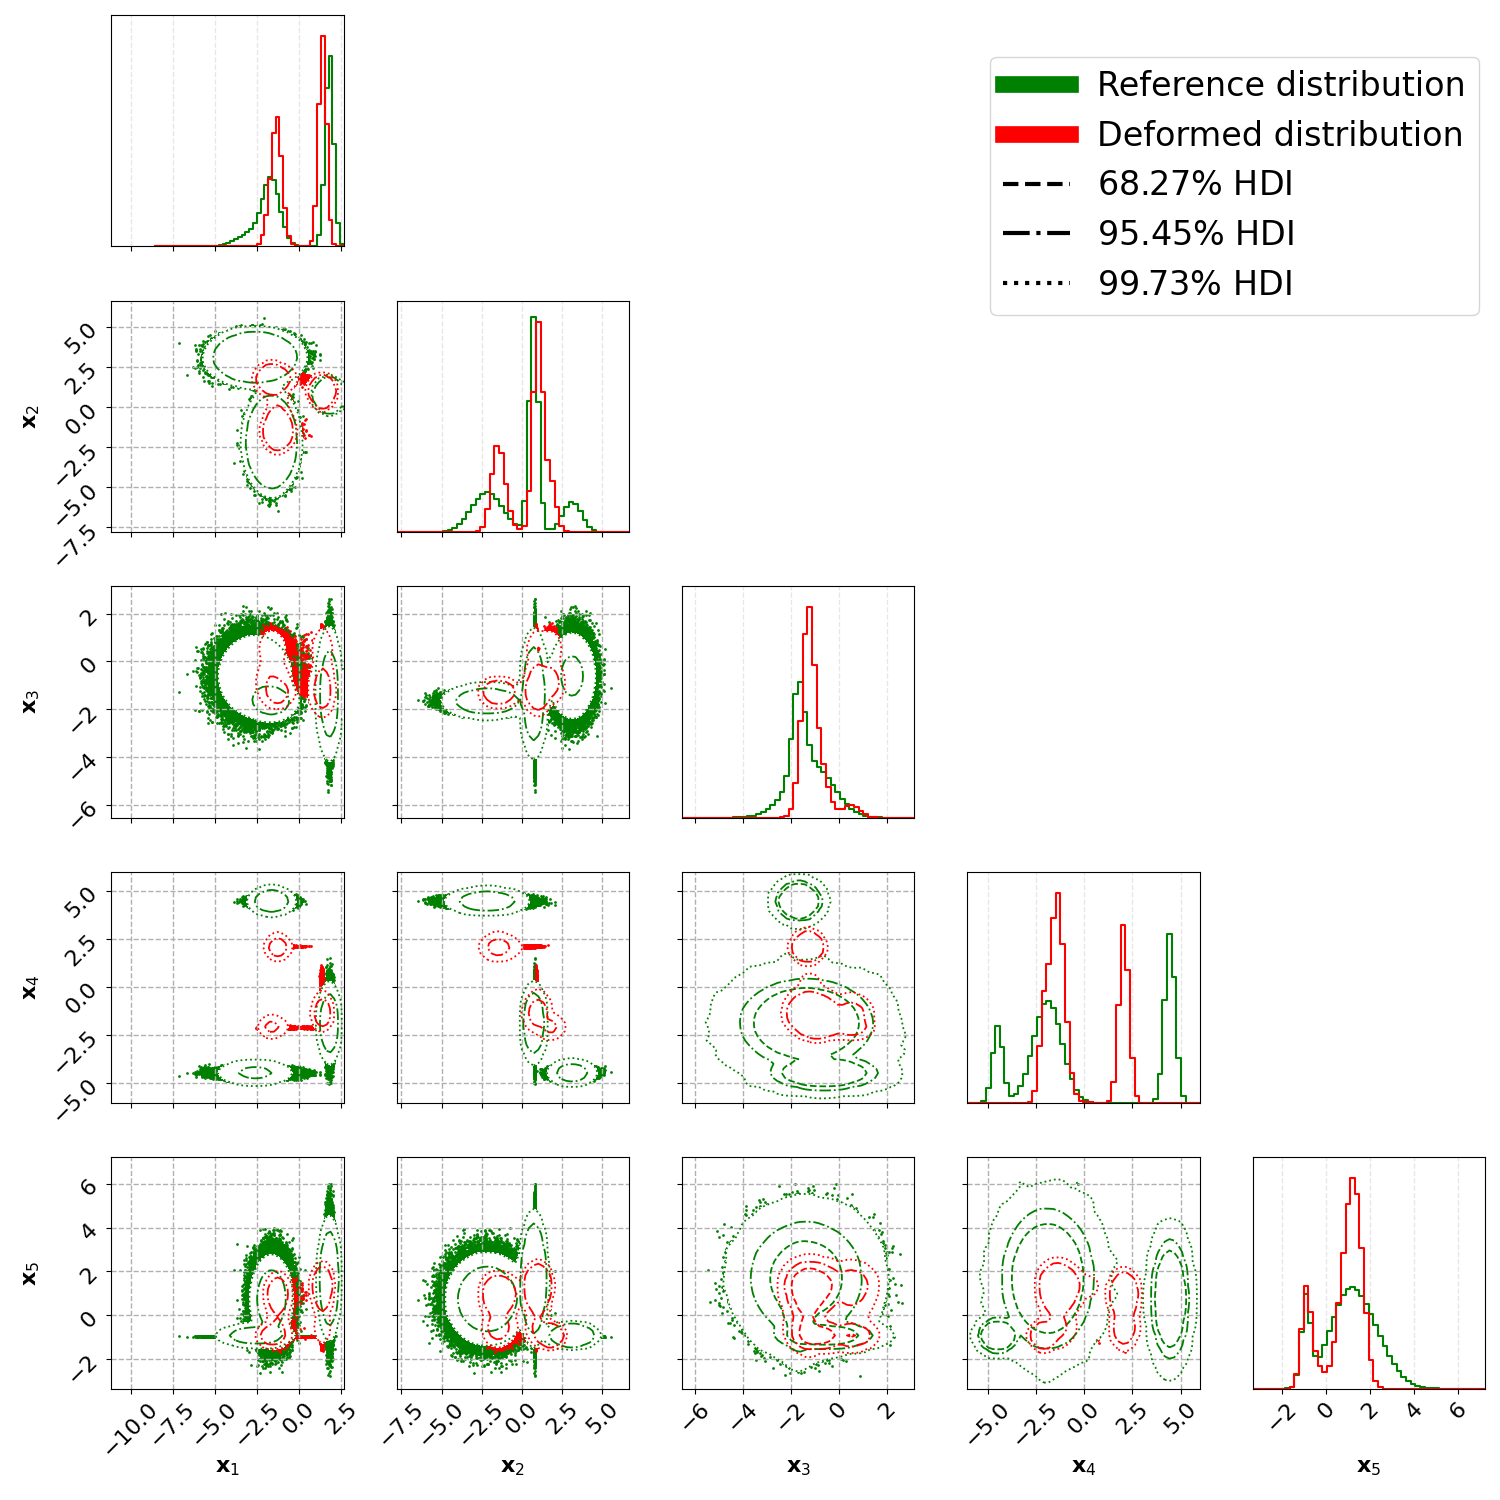 Reference distribution
Deformed distribution
68.27% HDI
95.45% HDI
99.73% HDI
x₂
5.0
2.5
0.0
−2.5
−5.0
−7.5
x₃
2
0
−2
−4
−6
x₄
5.0
2.5
0.0
−2.5
−5.0
x₅
6
4
2
0
−2
−10.0 −7.5 −5.0 −2.5 0.0 2.5
−7.5 −5.0 −2.5 0.0 2.5 5.0
−6 −4 −2 0 2
−5.0 −2.5 0.0 2.5 5.0
−2 0 2 4 6
x₁ x₂ x₃ x₄ x₅